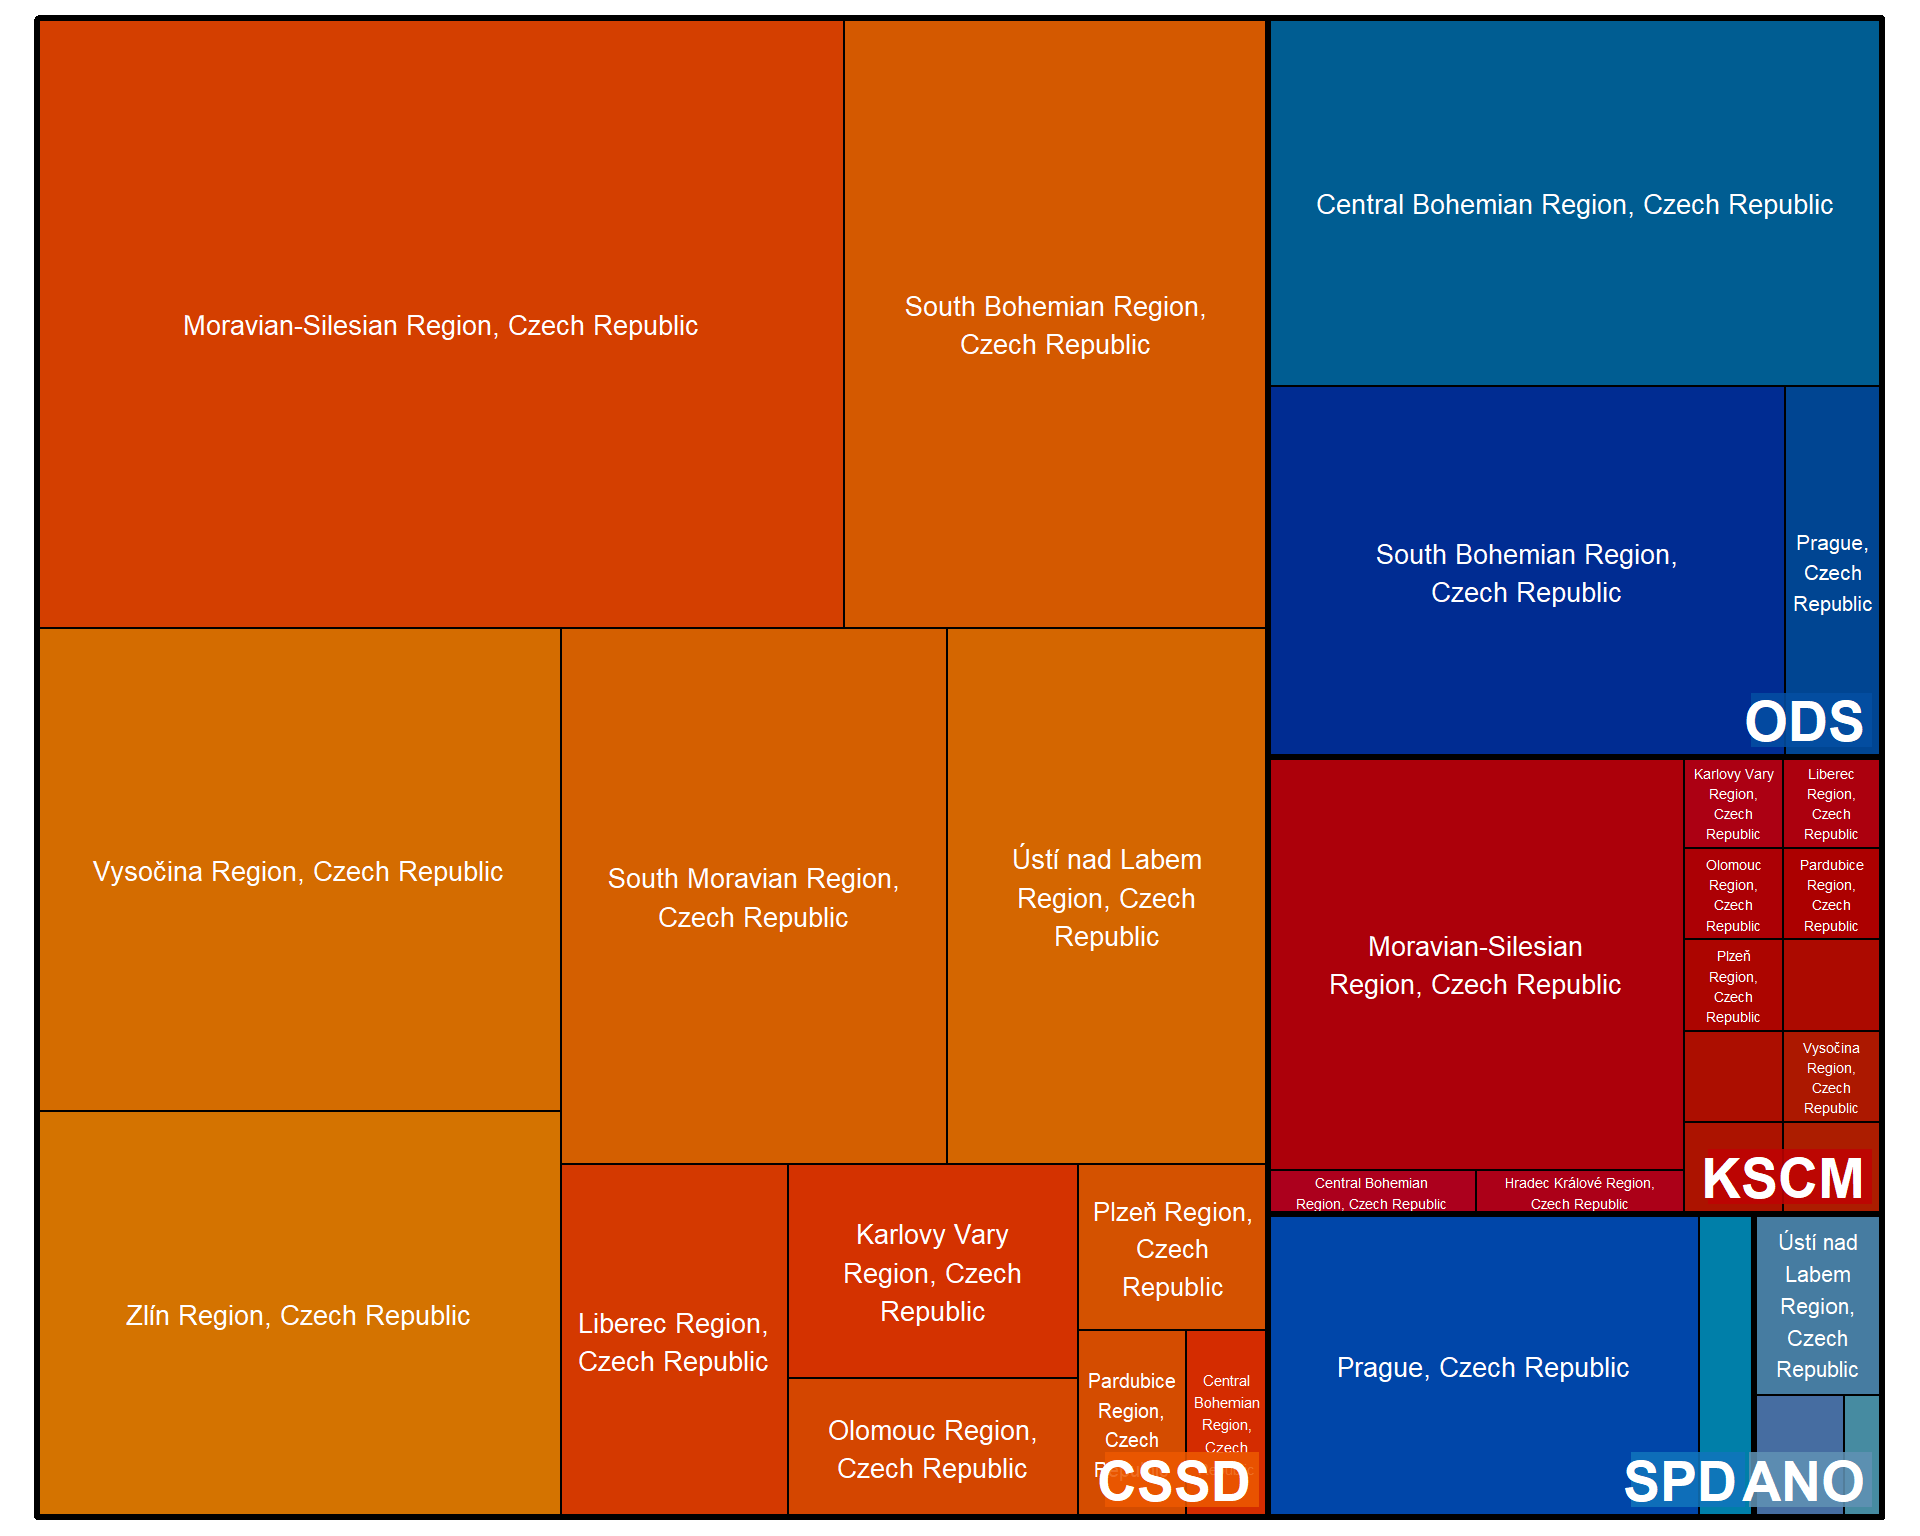 Moravian-Silesian Region, Czech Republic
South Bohemian Region,
Czech Republic
Vysočina Region, Czech Republic
South Moravian Region,
Czech Republic
Ústí nad Labem
Region, Czech
Republic
Zlín Region, Czech Republic
Liberec Region,
Czech Republic
Karlovy Vary
Region, Czech
Republic
Olomouc Region,
Czech Republic
Plzeň Region,
Czech
Republic
Pardubice
Region,
Czech
Central
Bohemian
Region,
Czech
CSSD
Central Bohemian Region, Czech Republic
South Bohemian Region,
Czech Republic
Prague,
Czech
Republic
ODS
Moravian-Silesian
Region, Czech Republic
Karlovy Vary
Region,
Czech
Republic
Liberec
Region,
Czech
Republic
Olomouc
Region,
Czech
Republic
Pardubice
Region,
Czech
Republic
Plzeň
Region,
Czech
Republic
Vysočina
Region,
Czech
Republic
Central Bohemian
Region, Czech Republic
Hradec Králové Region,
Czech Republic
KSCM
Prague, Czech Republic
SPD
Ústí nad
Labem
Region,
Czech
Republic
ANO